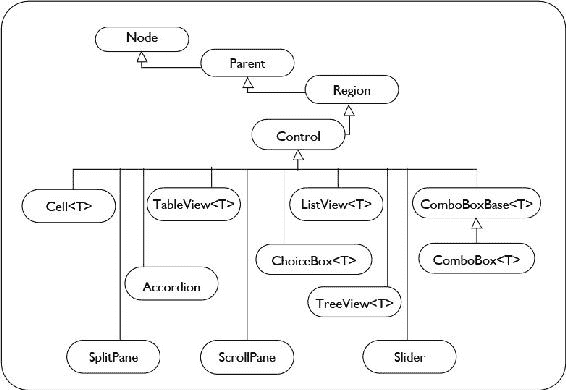 Node
Parent
Region
Control
Cell<T>
TableView<T>
ListView<T>
ComboBoxBase<T>
ChoiceBox<T>
ComboBox<T>
Accordion
TreeView<T>
SplitPane
ScrollPane
Slider